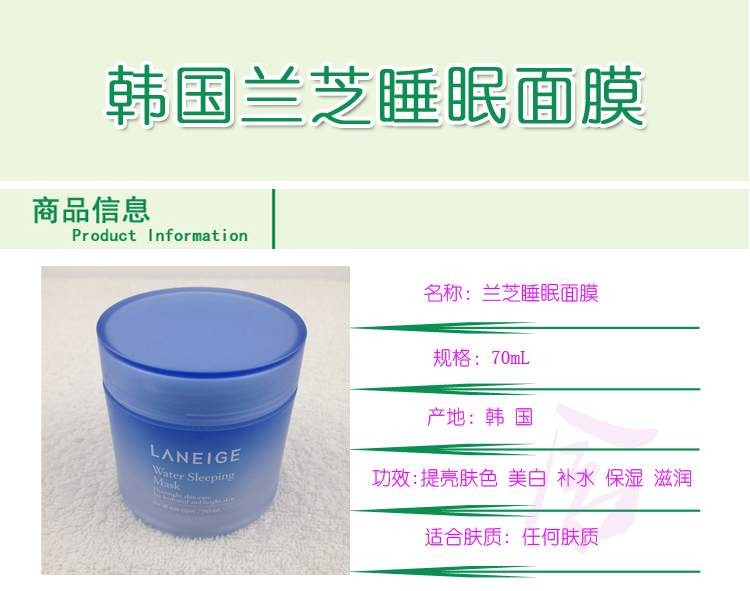 韩国兰芝睡眠面膜
商品信息
Product Information
名称：兰芝睡眠面膜
规格：70mL
产地：韩 国
功效:提亮肤色 美白 补水 保湿 滋润
适合肤质：任何肤质
LANEIGE
Water Sleeping
Mask